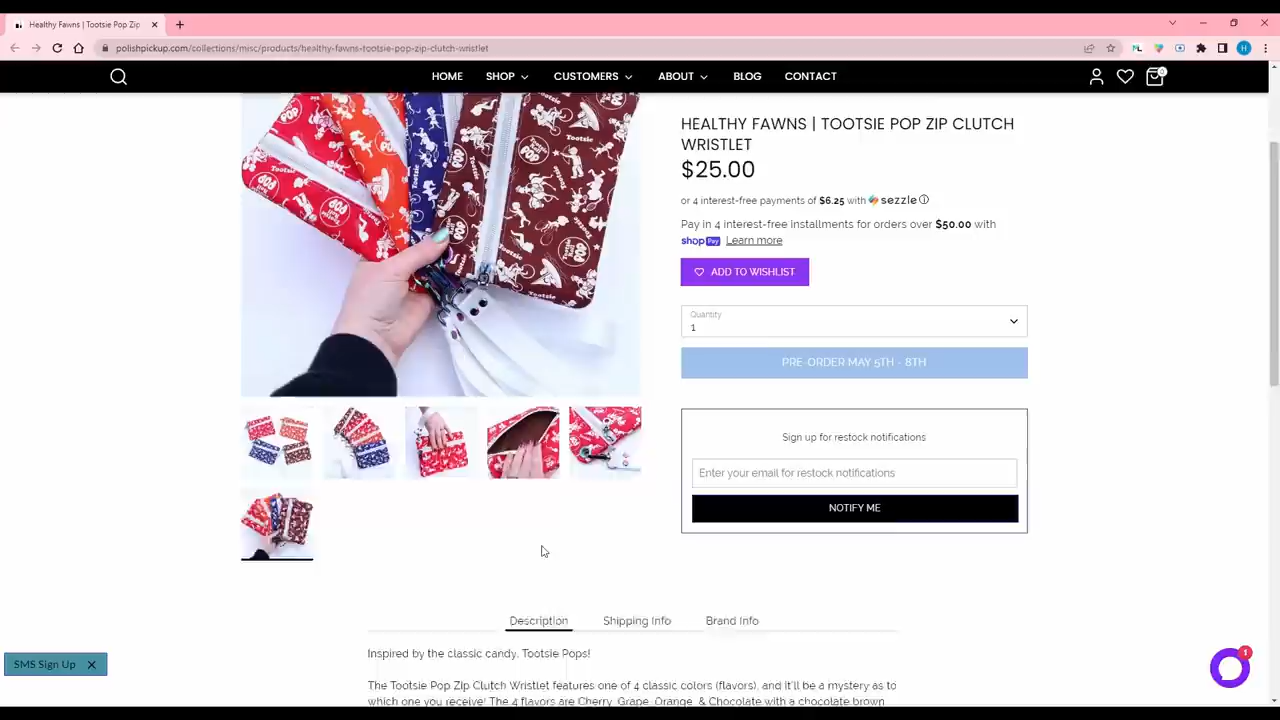 Healthy Fawns | Tootsie Pop Zip
polishpickup.com/collections/misc/products/healthy-fawns-tootsie-pop-zip-clutch-wristlet
HOME
SHOP
CUSTOMERS
ABOUT
BLOG
CONTACT
0
HEALTHY FAWNS | TOOTSIE POP ZIP CLUTCH
WRISTLET
$25.00
or 4 interest-free payments of $6.25 with sezzle
Pay in 4 interest-free installments for orders over $50.00 with
shop Pay Learn more
ADD TO WISHLIST
Quantity
1
PRE-ORDER MAY 5TH - 8TH
Sign up for restock notifications
Enter your email for restock notifications
NOTIFY ME
Tootsie
Tootsie
POP
Description
Shipping Info
Brand Info
Inspired by the classic candy, Tootsie Pops!
The Tootsie Pop Zip Clutch Wristlet features one of 4 classic colors (flavors), and it'll be a mystery as to
which one you receive! The 4 flavors are Cherry, Grape, Orange, & Chocolate with a chocolate brown
SMS Sign Up
1
H